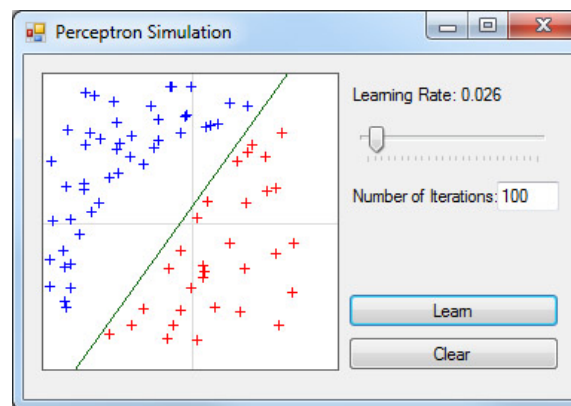 Perceptron Simulation
Learning Rate: 0.026
Number of Iterations: 100
Learn
Clear